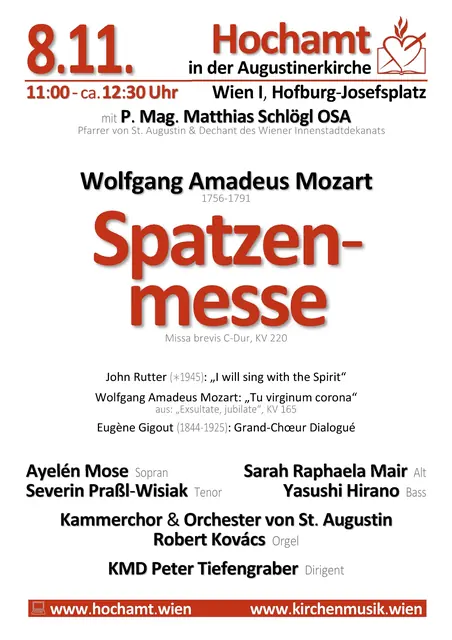 8.11.
Hochamt
in der Augustinerkirche
11:00 - ca. 12:30 Uhr
Wien I, Hofburg-Josefsplatz
mit P. Mag. Matthias Schlögl OSA
Pfarrer von St. Augustin & Dechant des Wiener Innenstadtdekanats
Wolfgang Amadeus Mozart
1756-1791
Spatzen-
messe
Missa brevis C-Dur, KV 220
John Rutter (∗1945): „I will sing with the Spirit“
Wolfgang Amadeus Mozart: „Tu virginum corona“
aus: „Exsultate, jubilate“, KV 165
Eugène Gigout (1844-1925): Grand-Chœur Dialogué
Ayelén Mose Sopran
Sarah Raphaela Mair Alt
Severin Praßl-Wisiak Tenor
Yasushi Hirano Bass
Kammerchor & Orchester von St. Augustin
Robert Kovács Orgel
KMD Peter Tiefengraber Dirigent
www.hochamt.wien
www.kirchenmusik.wien